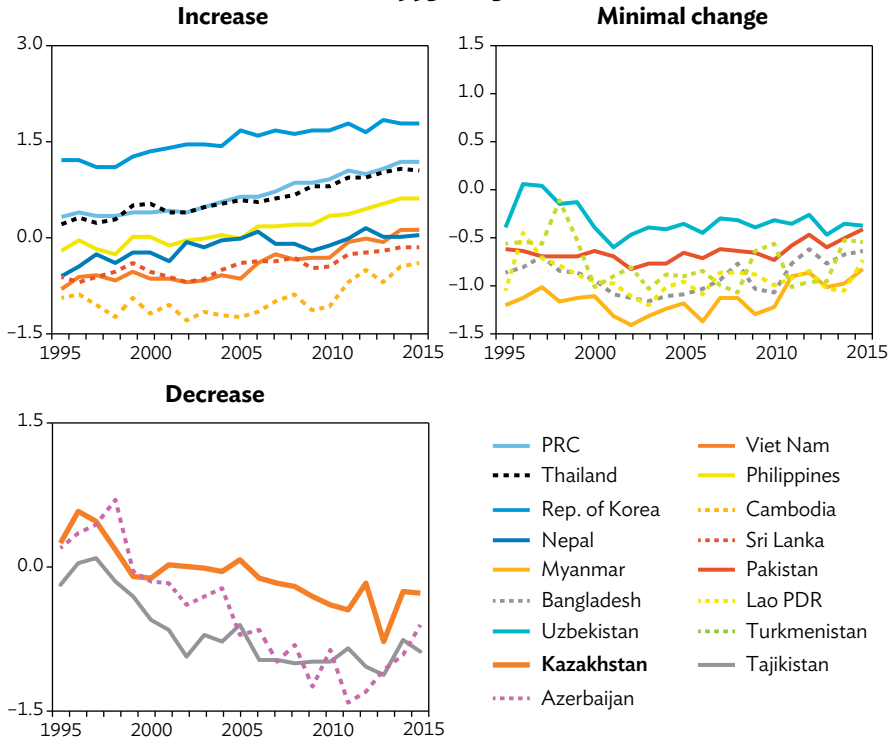 Increase
3.0
1.5
0.0
−1.5
1995 2000 2005 2010 2015
Minimal change
1.5
1.0
0.5
0.0
−0.5
−1.0
−1.5
1995 2000 2005 2010 2015
Decrease
1.5
0.0
−1.5
1995 2000 2005 2010 2015
PRC
Thailand
Rep. of Korea
Nepal
Myanmar
Bangladesh
Uzbekistan
Kazakhstan
Azerbaijan
Viet Nam
Philippines
Cambodia
Sri Lanka
Pakistan
Lao PDR
Turkmenistan
Tajikistan